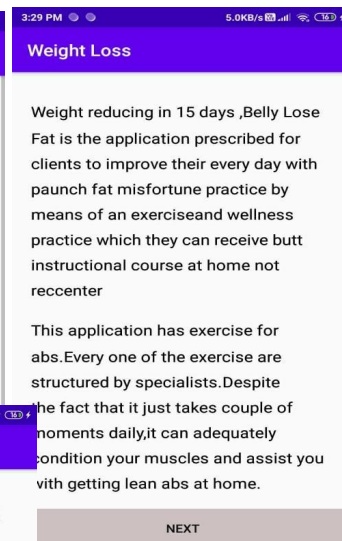 3:29 PM 5.0KB/s 16
Weight Loss
Weight reducing in 15 days ,Belly Lose
Fat is the application prescribed for
clients to improve their every day with
paunch fat misfortune practice by
means of an exerciseand wellness
practice which they can receive butt
instructional course at home not
reccenter
This application has exercise for
abs.Every one of the exercise are
structured by specialists.Despite
the fact that it just takes couple of
moments daily,it can adequately
condition your muscles and assist you
with getting lean abs at home.
16
NEXT